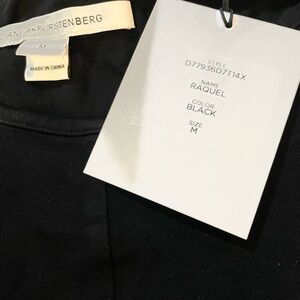 FURSTENBERG
MADE IN CHINA
STYLE
D7793607T14X
NAME
RAQUEL
COLOR
BLACK
SIZE
M